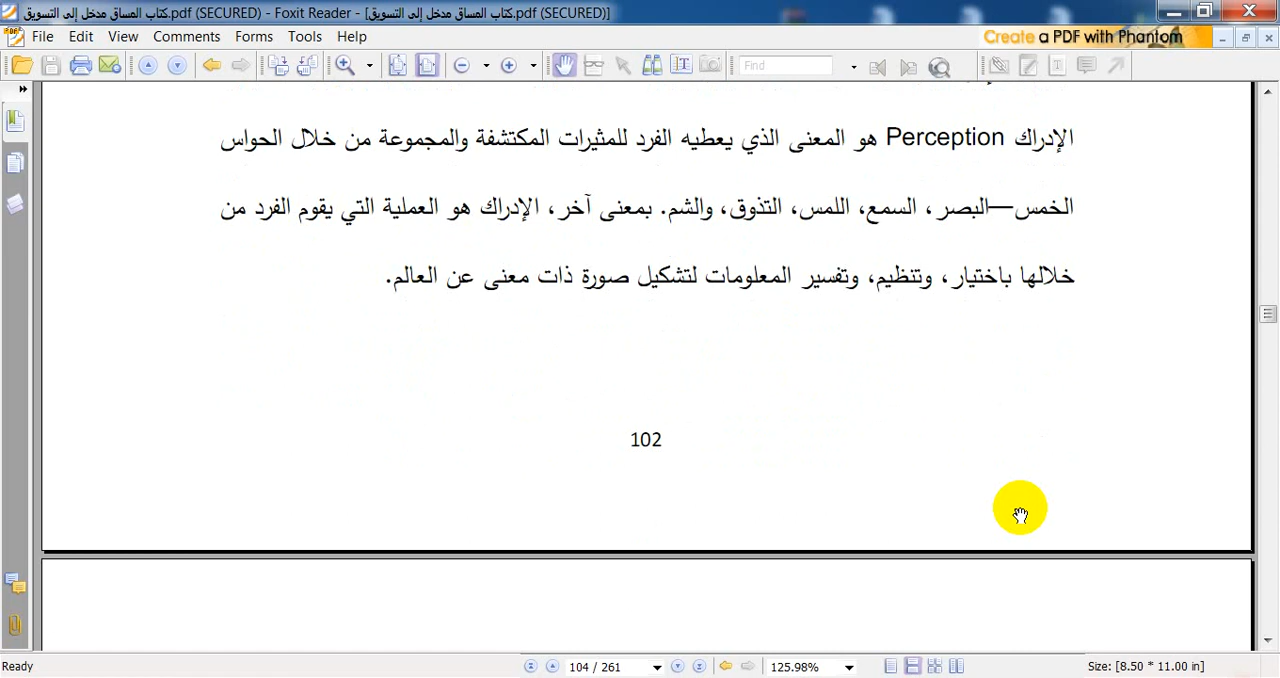 كتاب المساق مدخل إلى التسويق.pdf (SECURED) - Foxit Reader - [كتاب المساق مدخل إلى التسويق.pdf (SECURED)]
File Edit View Comments Forms Tools Help
Create a PDF with Phantom
Find
الإدراك Perception هو المعنى الذي يعطيه الفرد للمثيرات المكتشفة والمجموعة من خلال الحواس
الخمس—البصر، السمع، اللمس، التذوق، والشم. بمعنى آخر، الإدراك هو العملية التي يقوم الفرد من
خلالها باختيار، وتنظيم، وتفسير المعلومات لتشكيل صورة ذات معنى عن العالم.
102
Ready 104 / 261 125.98% Size: [8.50 * 11.00 in]